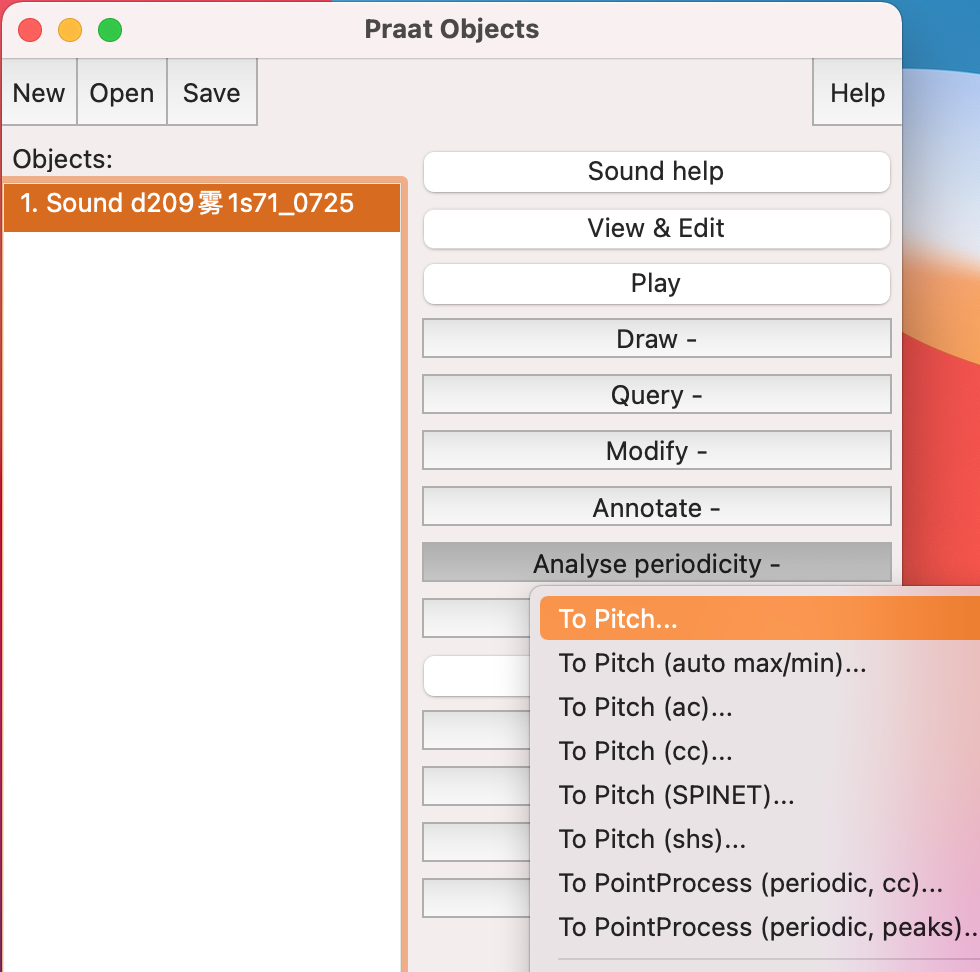 Praat Objects
New Open Save Help
Objects:
1. Sound d209雾1s71_0725
Sound help
View & Edit
Play
Draw -
Query -
Modify -
Annotate -
Analyse periodicity -
To Pitch...
To Pitch (auto max/min)...
To Pitch (ac)...
To Pitch (cc)...
To Pitch (SPINET)...
To Pitch (shs)...
To PointProcess (periodic, cc)...
To PointProcess (periodic, peaks)..